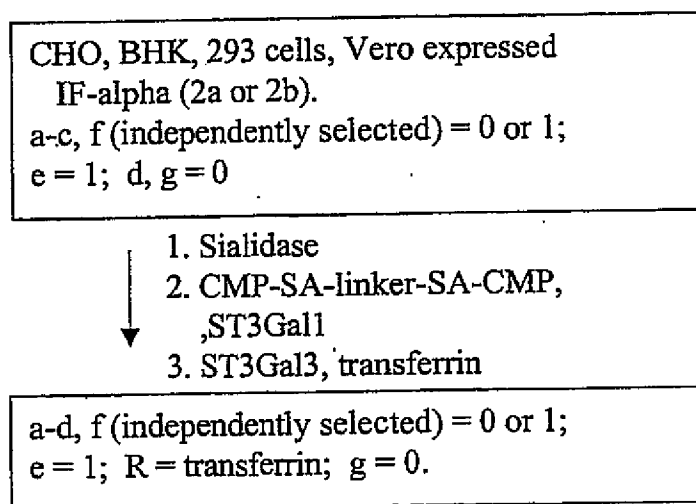 CHO, BHK, 293 cells, Vero expressed
IF-alpha (2a or 2b).
a-c, f (independently selected) = 0 or 1;
e = 1; d, g = 0
1. Sialidase
2. CMP-SA-linker-SA-CMP,
,ST3Gal1
3. ST3Gal3, transferrin
a-d, f (independently selected) = 0 or 1;
e = 1; R = transferrin; g = 0.